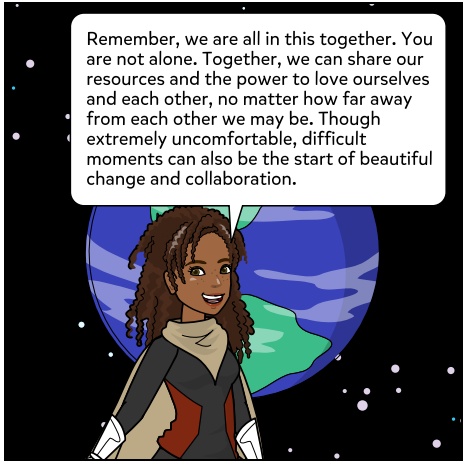 Remember, we are all in this together. You
are not alone. Together, we can share our
resources and the power to love ourselves
and each other, no matter how far away
from each other we may be. Though
extremely uncomfortable, difficult
moments can also be the start of beautiful
change and collaboration.